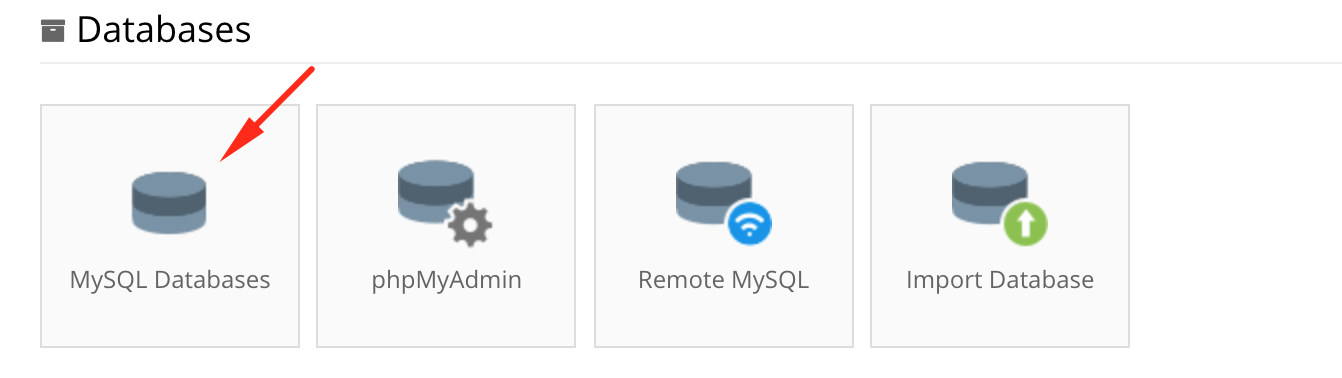 Databases
MySQL Databases
phpMyAdmin
Remote MySQL
Import Database